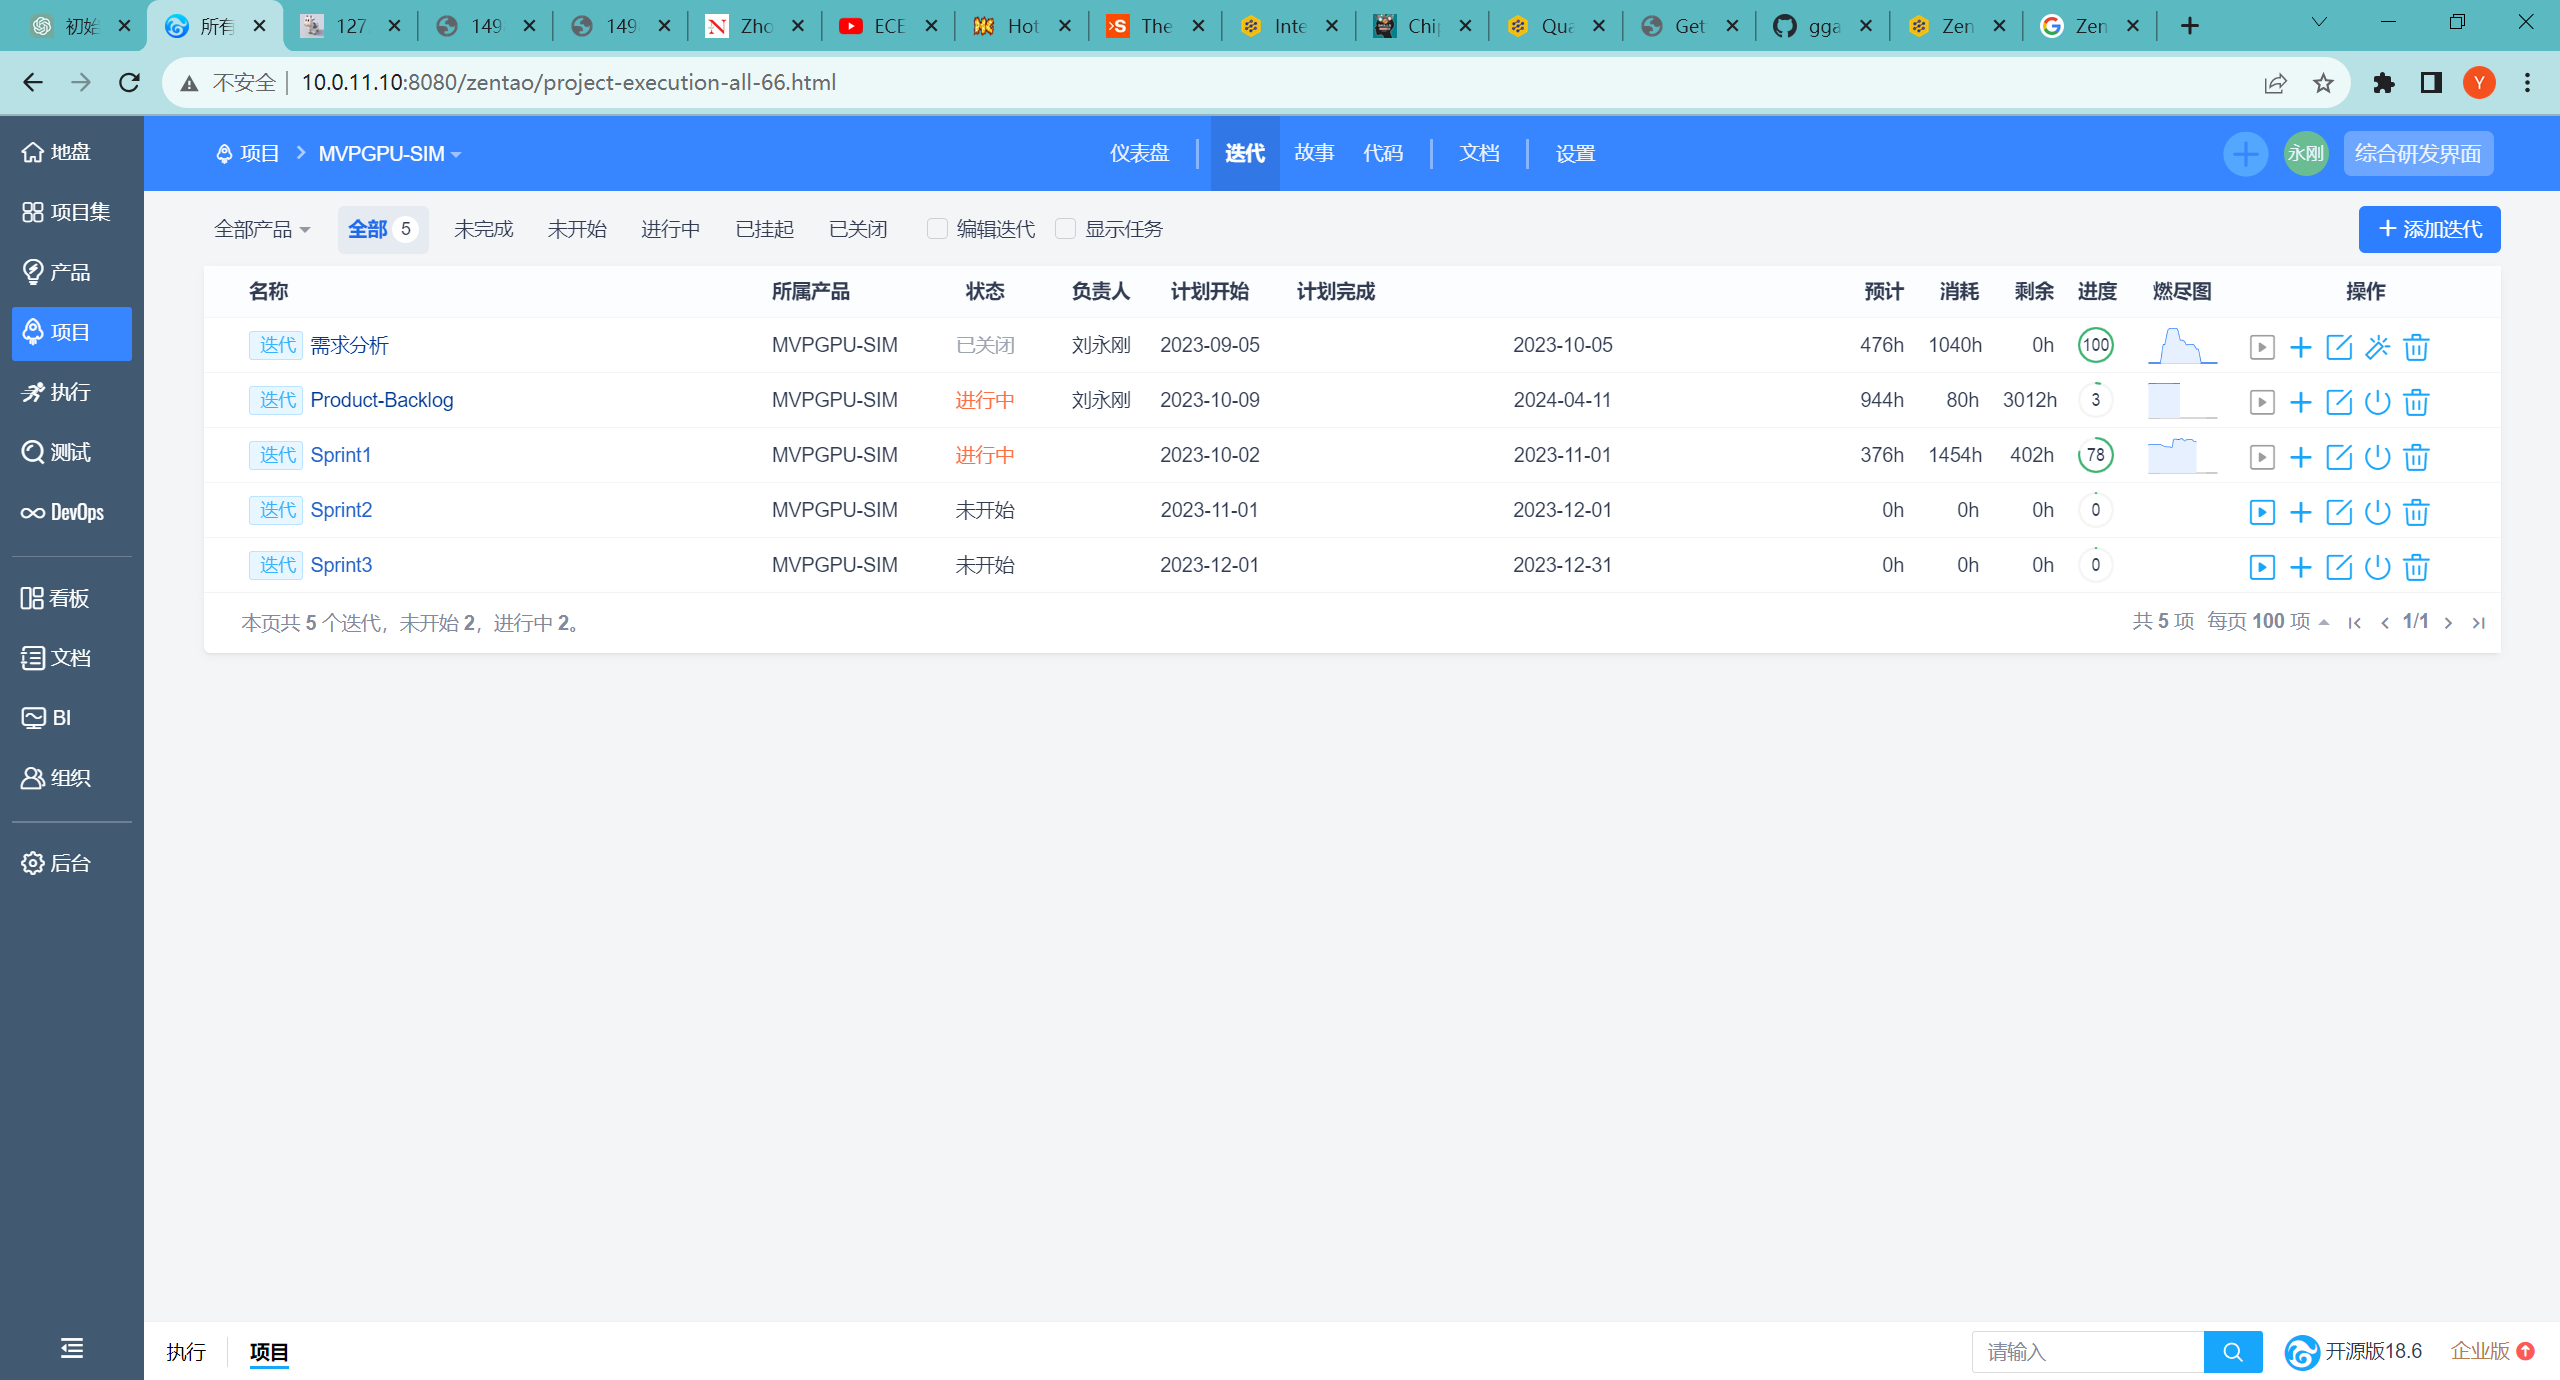 初始 所有 127 149 149 Zho ECE Hot The Inte Chi Qua Get gga Zen Zen
不安全 10.0.11.10:8080/zentao/project-execution-all-66.html Y
地盘
项目集
产品
项目
执行
测试
DevOps
看板
文档
BI
组织
后台
项目 MVPGPU-SIM 仪表盘 迭代 故事 代码 文档 设置 永刚 综合研发界面
全部产品 全部 5 未完成 未开始 进行中 已挂起 已关闭 编辑迭代 显示任务 添加迭代
名称 所属产品 状态 负责人 计划开始 计划完成 预计 消耗 剩余 进度 燃尽图 操作
迭代 需求分析 MVPGPU-SIM 已关闭 刘永刚 2023-09-05 2023-10-05 476h 1040h 0h 100
迭代 Product-Backlog MVPGPU-SIM 进行中 刘永刚 2023-10-09 2024-04-11 944h 80h 3012h 3
迭代 Sprint1 MVPGPU-SIM 进行中 2023-10-02 2023-11-01 376h 1454h 402h 78
迭代 Sprint2 MVPGPU-SIM 未开始 2023-11-01 2023-12-01 0h 0h 0h 0
迭代 Sprint3 MVPGPU-SIM 未开始 2023-12-01 2023-12-31 0h 0h 0h 0
本页共 5 个迭代，未开始 2，进行中 2。 共 5 项 每页 100 项 1/1
执行 项目 请输入 开源版18.6 企业版